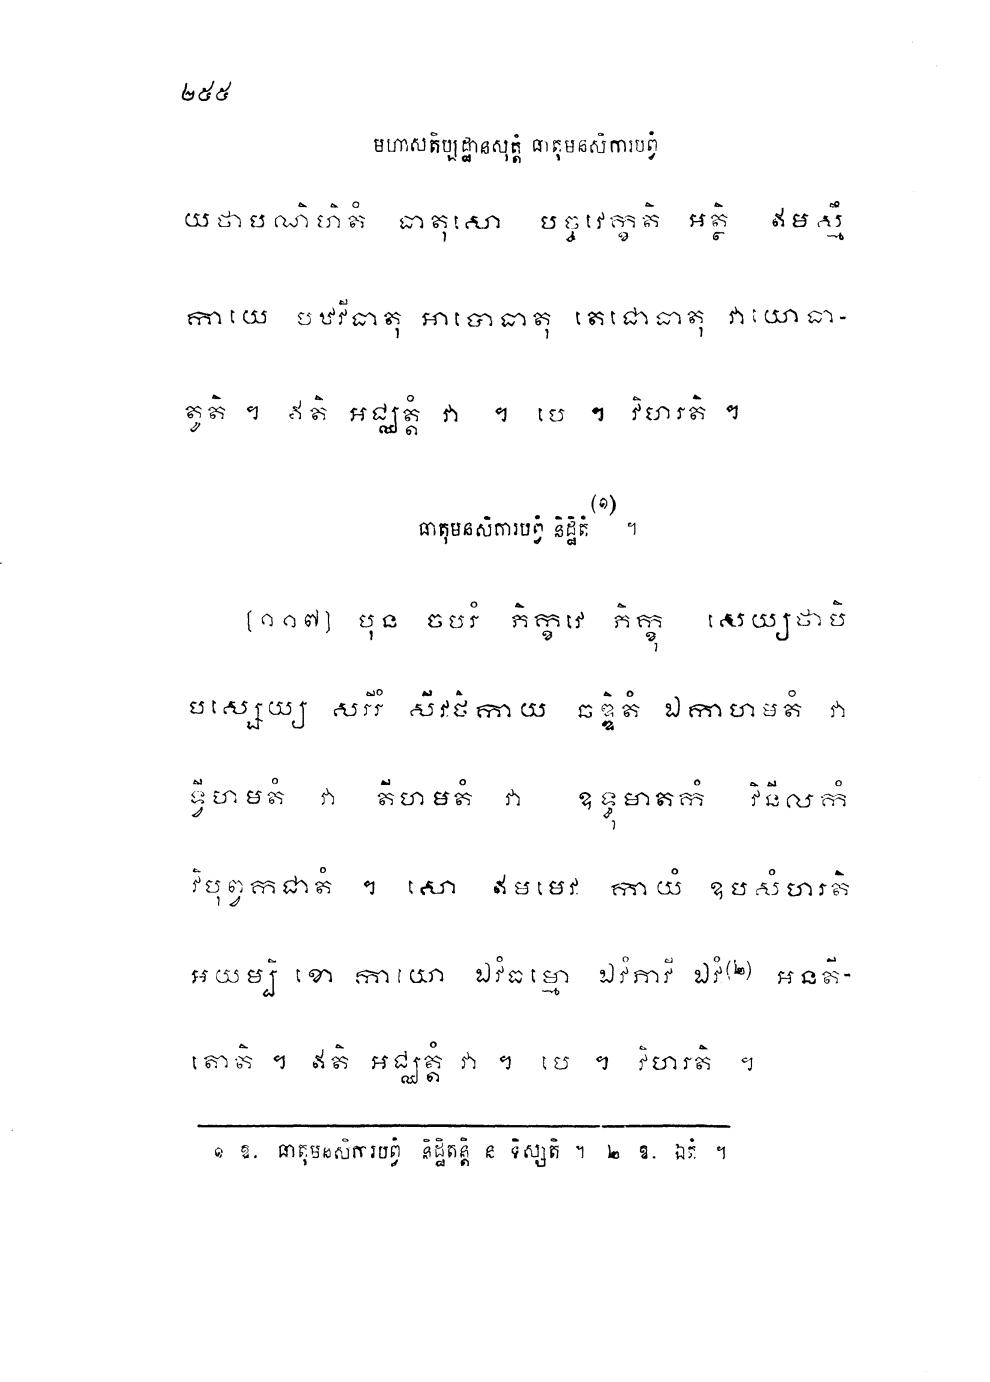 ២៥៥
មហាសតិប្បដ្ឋានសុត្តំ ធាតុមនសិការបព្វំ
យថាបណិហិតំ ធាតុសោ បច្ចវេក្ខតិ អត្ថិ ឥមស្មឹ
កាយេ បឋវីធាតុ អាបោធាតុ តេជោធាតុ វាយោធា-
តូតិ ។ ឥតិ អជ្ឈត្តំ វា ។ បេ ។ វិហរតិ ។
ធាតុមនសិការបព្វំ និដ្ឋិតំ(១) ។
[១១៧] បុន ចបរំ ភិក្ខវេ ភិក្ខុ សេយ្យថាបិ
បស្សេយ្យ សរីរំ សីវថិកាយ ឆឌ្ឌិតំ ឯកាហមតំ វា
ទ្វីហមតំ វា តីហមតំ វា ឧទ្ធុមាតកំ វិនីលកំ
វិបុព្វកជាតំ ។ សោ ឥមមេវ កាយំ ឧបសំហរតិ
អយម្បិ ខោ កាយោ ឯវំធម្មោ ឯវំភាវី ឯវំ(២) អនតី-
តោតិ ។ ឥតិ អជ្ឈត្តំ វា ។ បេ ។ វិហរតិ ។
១ ឱ. ធាតុមនសិការបព្វំ និដ្ឋិតន្តិ ន ទិស្សតិ ។ ២ ឱ. ឯតំ ។